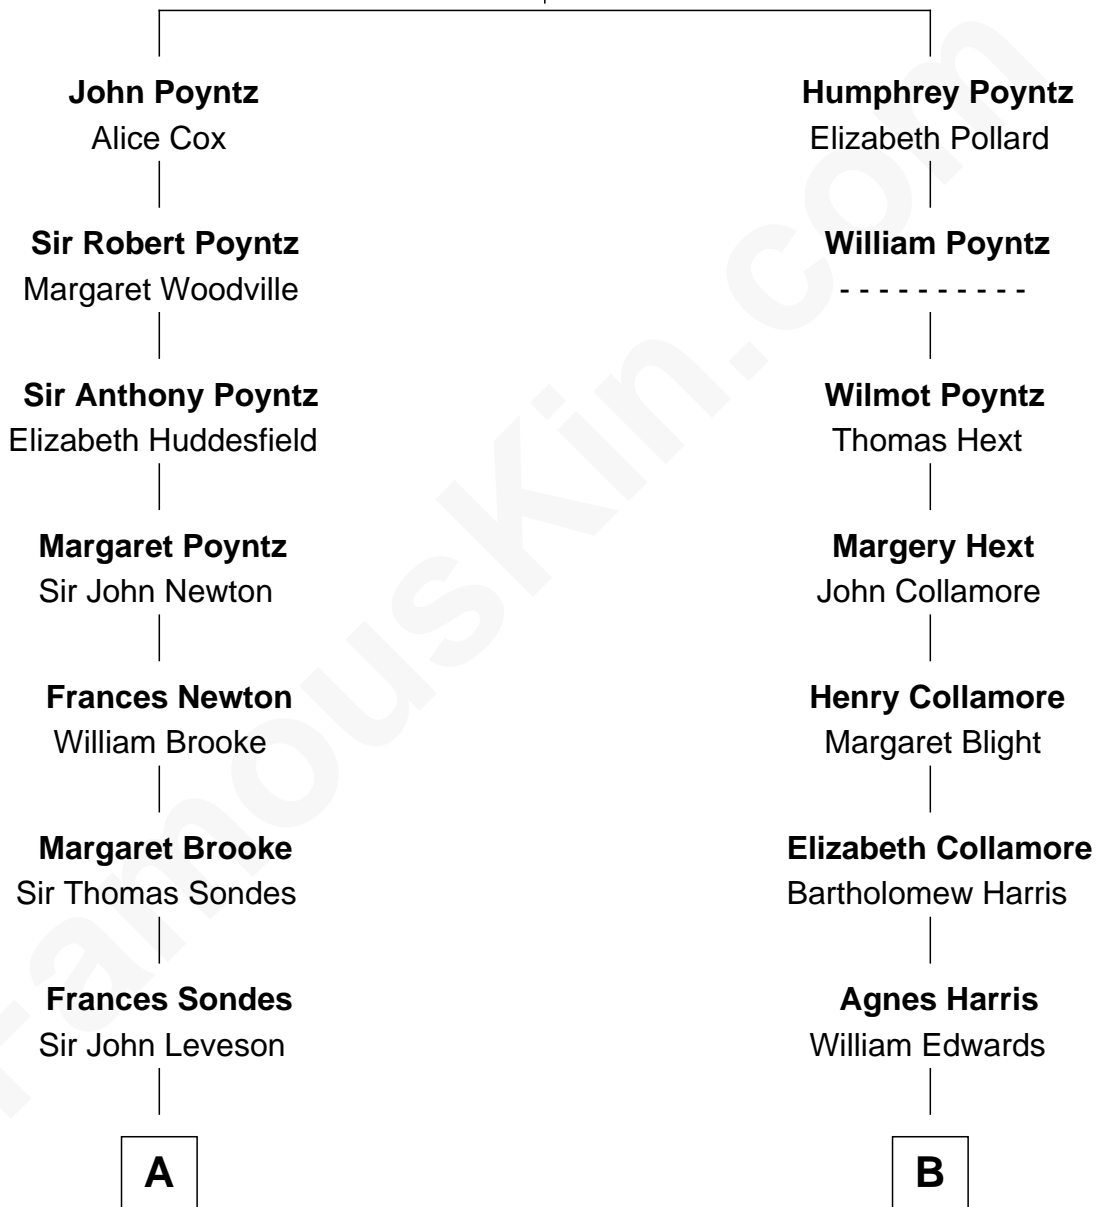 John Poyntz
Alice Cox
Sir Robert Poyntz
Margaret Woodville
Sir Anthony Poyntz
Elizabeth Huddesfield
Margaret Poyntz
Sir John Newton
Frances Newton
William Brooke
Margaret Brooke
Sir Thomas Sondes
Frances Sondes
Sir John Leveson
A
Humphrey Poyntz
Elizabeth Pollard
William Poyntz
- - - - - - - - - -
Wilmot Poyntz
Thomas Hext
Margery Hext
John Collamore
Henry Collamore
Margaret Blight
Elizabeth Collamore
Bartholomew Harris
Agnes Harris
William Edwards
B
FamousKin.com